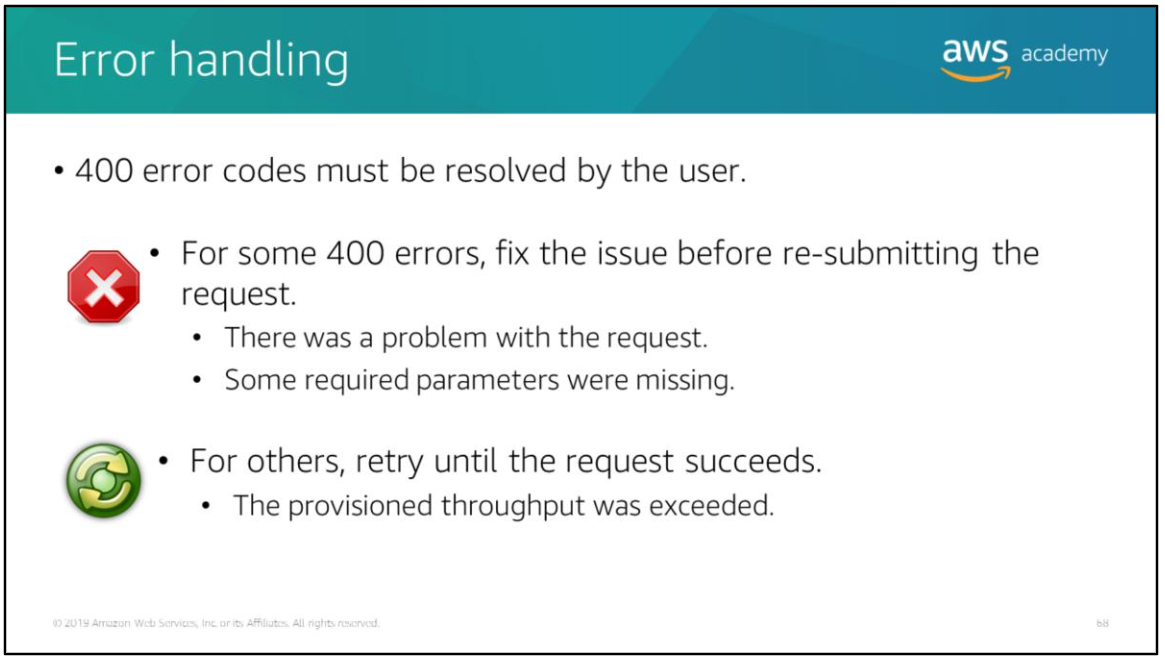 Error handling
aws academy
• 400 error codes must be resolved by the user.
• For some 400 errors, fix the issue before re-submitting the
request.
• There was a problem with the request.
• Some required parameters were missing.
• For others, retry until the request succeeds.
• The provisioned throughput was exceeded.
© 2019 Amazon Web Services, Inc. or its Affiliates. All rights reserved.
68